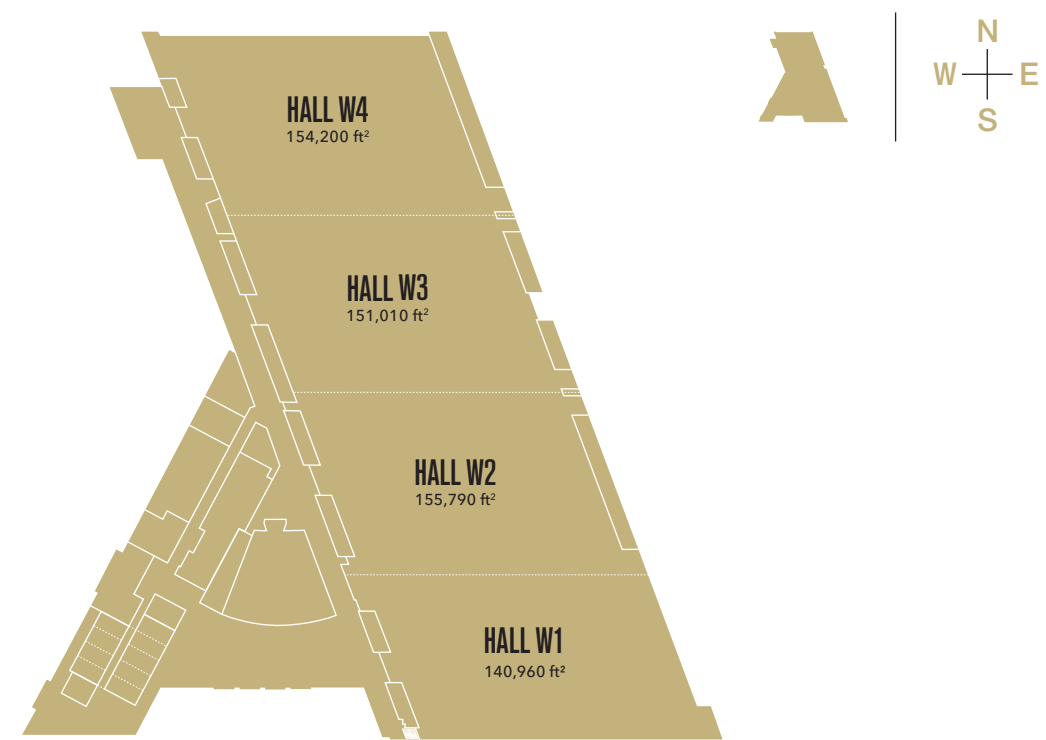 N
W E
S
HALL W4
154,200 ft²
HALL W3
151,010 ft²
HALL W2
155,790 ft²
HALL W1
140,960 ft²